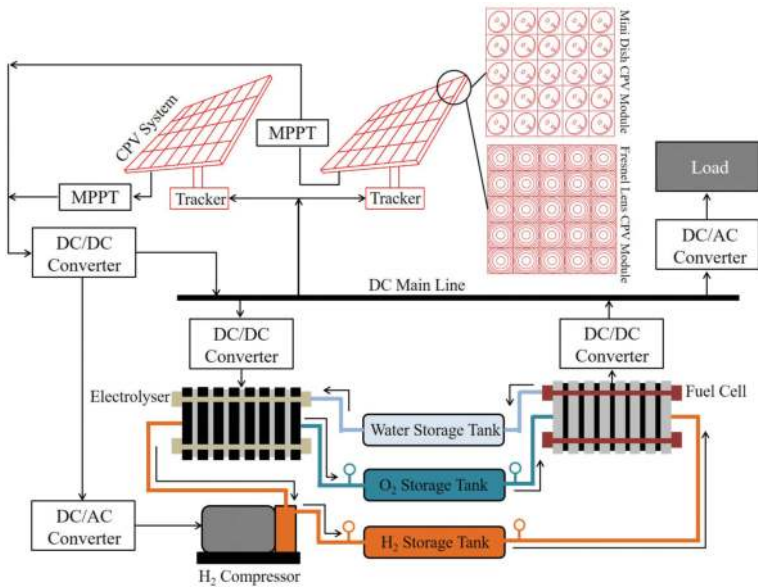 Mini Dish CPV Module
Fresnel Lens CPV Module
CPV System
MPPT
MPPT
Tracker
Tracker
Load
DC/AC
Converter
DC/DC
Converter
DC Main Line
DC/DC
Converter
DC/DC
Converter
Electrolyser
Fuel Cell
Water Storage Tank
O₂ Storage Tank
DC/AC
Converter
H₂ Storage Tank
H₂ Compressor